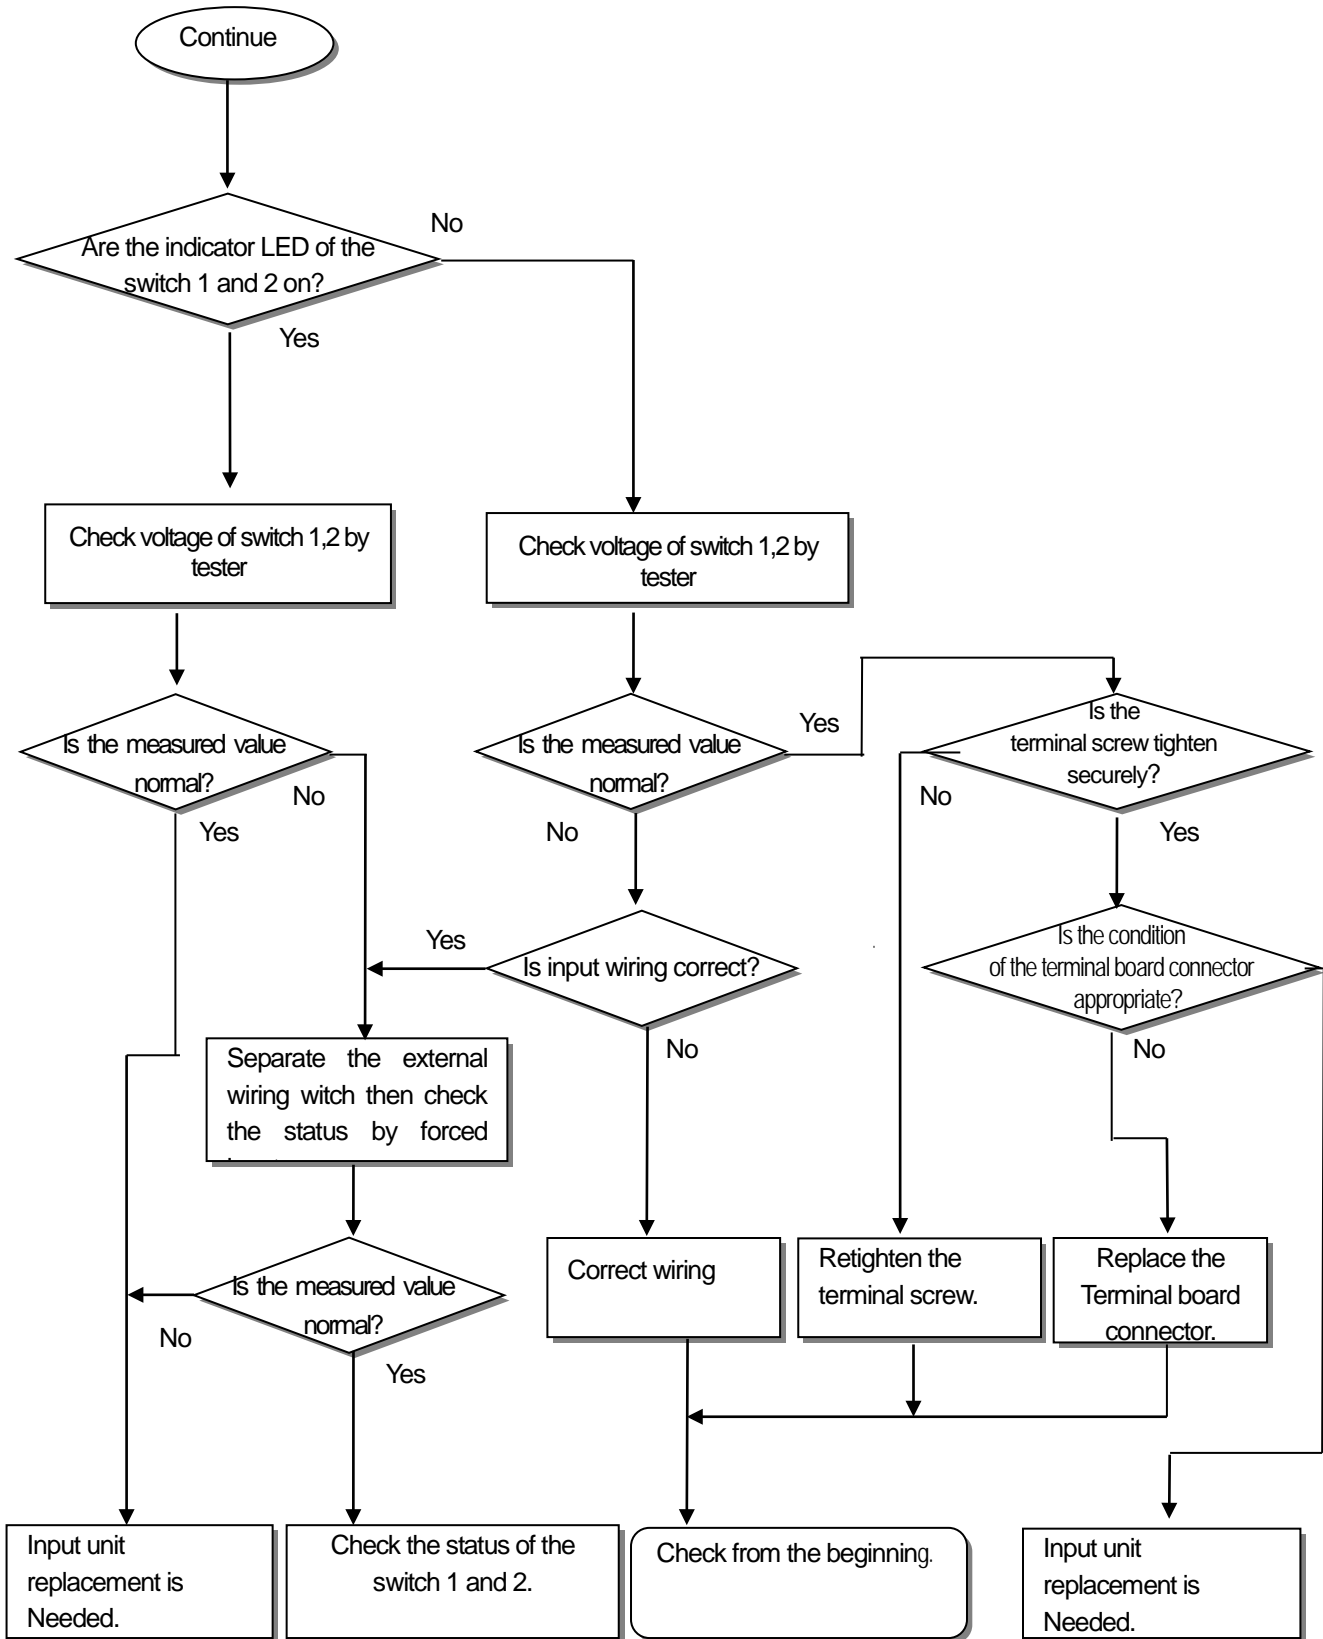 Continue
No
Are the indicator LED of the
switch 1 and 2 on?
Yes
Check voltage of switch 1,2 by
tester
Check voltage of switch 1,2 by
tester
Is the measured value
normal?
No
Yes
Is the measured value
normal?
Yes
No
Is the
terminal screw tighten
securely?
No
Yes
Yes
Is input wiring correct?
No
Is the condition
of the terminal board connector
appropriate?
No
Separate the external
wiring witch then check
the status by forced
Is the measured value
normal?
No
Yes
Correct wiring
Retighten the
terminal screw.
Replace the
Terminal board
connector.
Input unit
replacement is
Needed.
Check the status of the
switch 1 and 2.
Check from the beginning.
Input unit
replacement is
Needed.